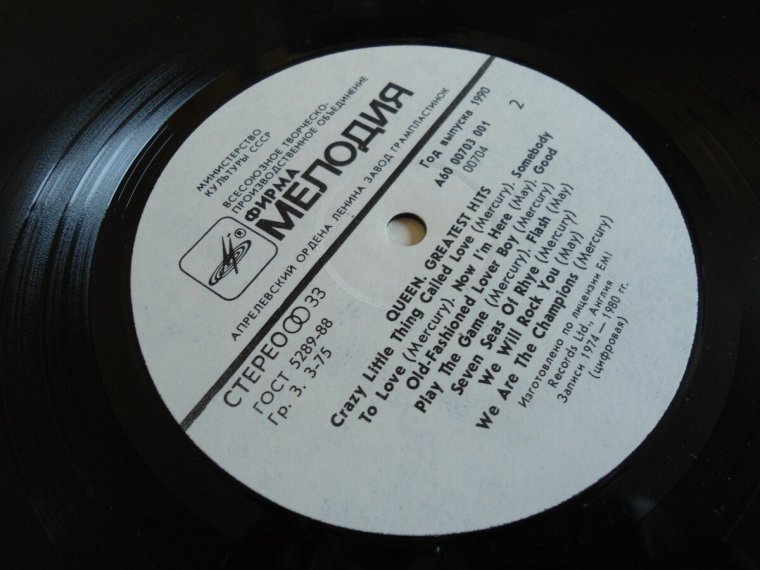 МИНИСТЕРСТВО
КУЛЬТУРЫ СССР
ВСЕСОЮЗНОЕ ТВОРЧЕСКО-
ПРОИЗВОДСТВЕННОЕ ОБЪЕДИНЕНИЕ
ФИРМА
МЕЛОДИЯ
®
АПРЕЛЕВСКИЙ ОРДЕНА ЛЕНИНА ЗАВОД ГРАМПЛАСТИНОК
СТЕРЕО 33
ГОСТ 5289-88
Гр. 3. 3-75
Год выпуска 1990
А60 00703 001
00704
2
QUEEN. GREATEST HITS
Crazy Little Thing Called Love (Mercury). Somebody
To Love (Mercury). Now I'm Here (May). Good
Old-Fashioned Lover Boy (Mercury)
Play The Game (Mercury). Flash (May)
Seven Seas Of Rhye (Mercury)
We Will Rock You (May)
We Are The Champions (Mercury)
Изготовлено по лицензии EMI
Records Ltd., Англия
Записи 1974—1980 гг.
(цифровая)